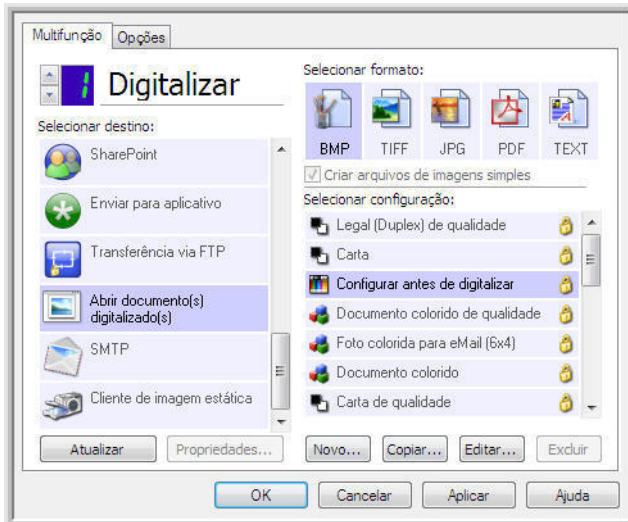 Multifunção
Opções
1 Digitalizar
Selecionar destino:
SharePoint
Enviar para aplicativo
Transferência via FTP
Abrir documento(s)
digitalizado(s)
SMTP
Cliente de imagem estática
Atualizar
Propriedades...
Selecionar formato:
BMP
TIFF
JPG
PDF
TEXT
Criar arquivos de imagens simples
Selecionar configuração:
Legal (Duplex) de qualidade
Carta
Configurar antes de digitalizar
Documento colorido de qualidade
Foto colorida para eMail (6x4)
Documento colorido
Carta de qualidade
Novo...
Copiar...
Editar...
Excluir
OK
Cancelar
Aplicar
Ajuda